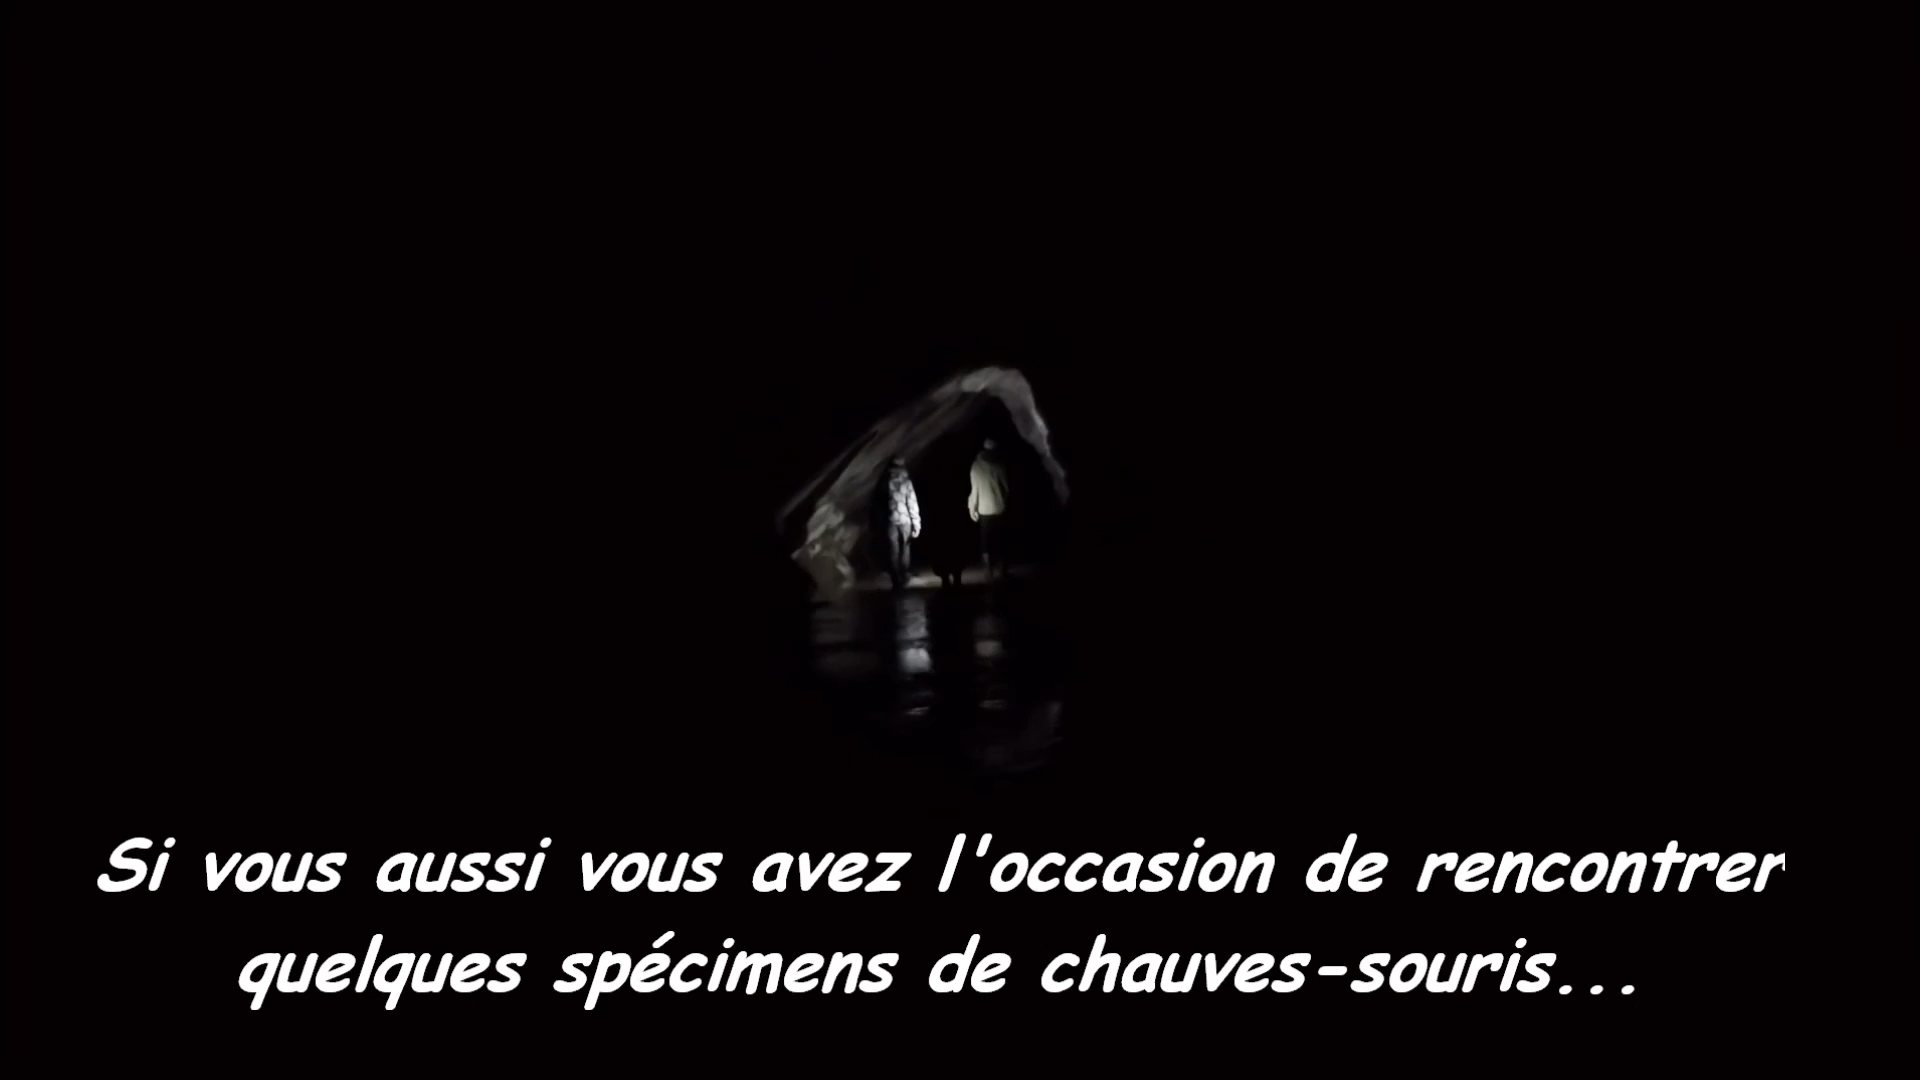 Si vous aussi vous avez l'occasion de rencontrer
quelques spécimens de chauves-souris...